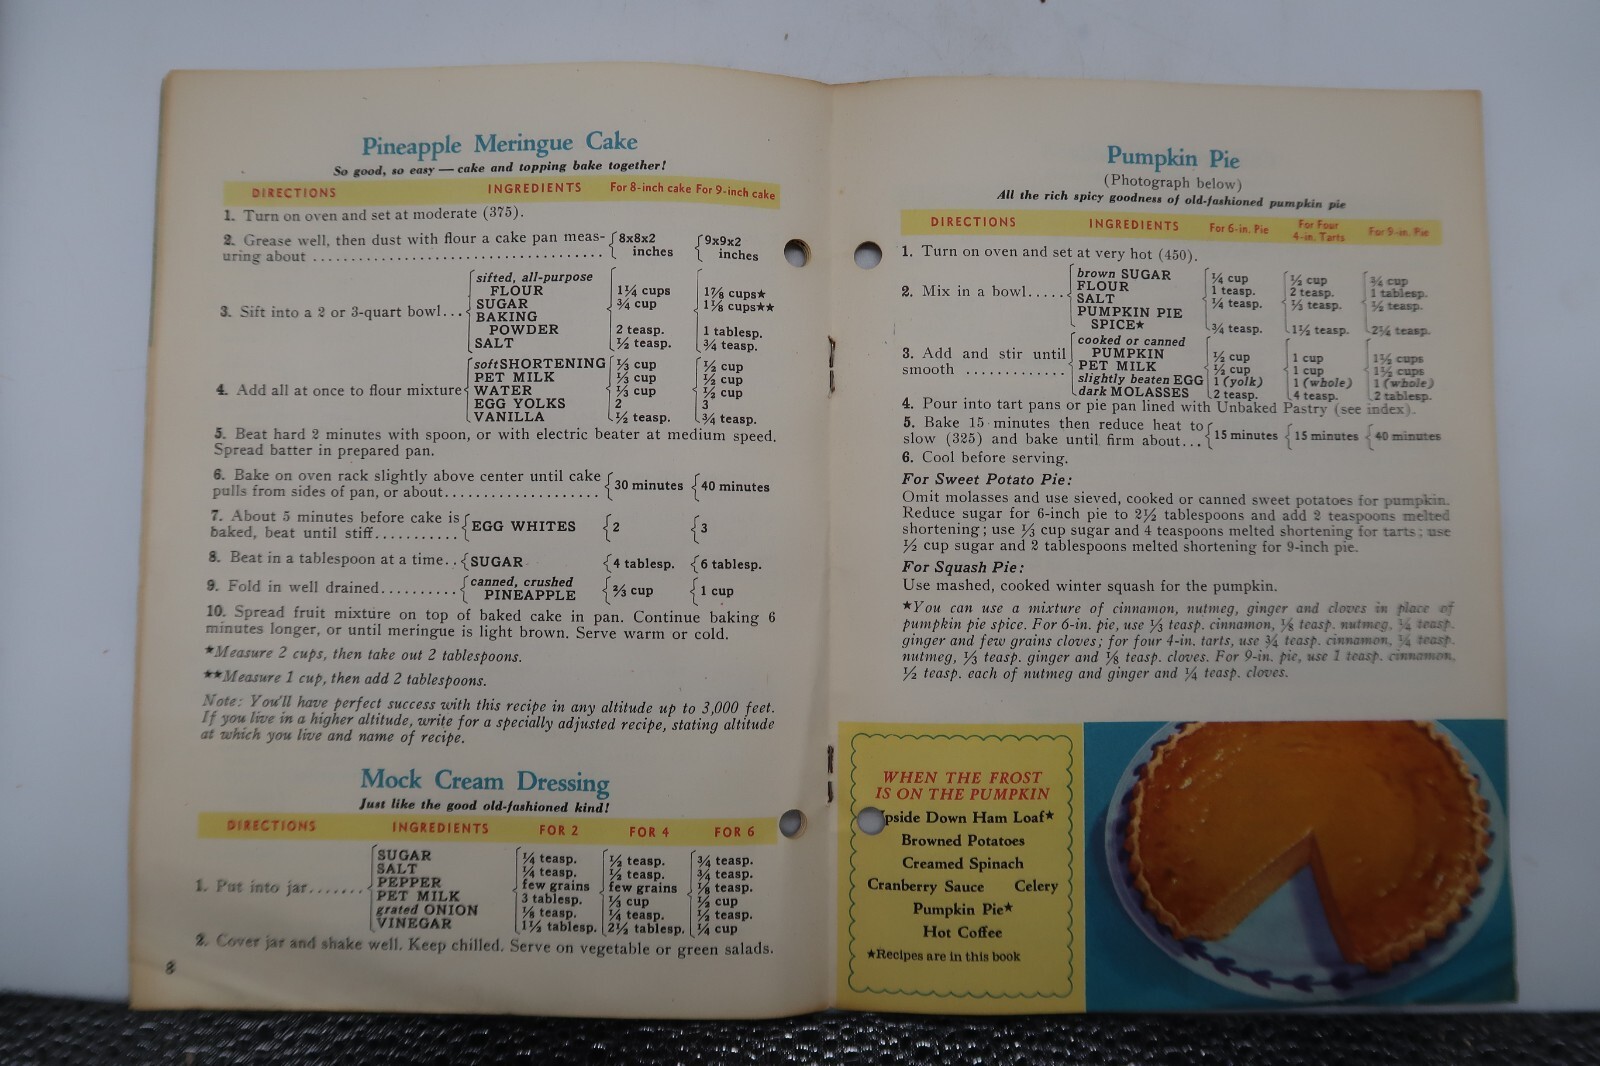 Pineapple Meringue Cake
So good, so easy — cake and topping bake together!
DIRECTIONS INGREDIENTS For 8-inch cake For 9-inch cake
1. Turn on oven and set at moderate (375).
2. Grease well, then dust with flour a cake pan meas- 8x8x2 9x9x2
uring about .................................... inches inches
sifted, all-purpose
FLOUR 1¼ cups 1⅞ cups★
3. Sift into a 2 or 3-quart bowl... SUGAR ¾ cup 1⅛ cups★★
BAKING
POWDER 2 teasp. 1 tablesp.
SALT ½ teasp. ¾ teasp.
soft SHORTENING ⅓ cup ½ cup
PET MILK ⅓ cup ½ cup
4. Add all at once to flour mixture WATER ⅓ cup ½ cup
EGG YOLKS 2 3
VANILLA ½ teasp. ¾ teasp.
5. Beat hard 2 minutes with spoon, or with electric beater at medium speed.
Spread batter in prepared pan.
6. Bake on oven rack slightly above center until cake 30 minutes 40 minutes
pulls from sides of pan, or about....................
7. About 5 minutes before cake is EGG WHITES 2 3
baked, beat until stiff...........
8. Beat in a tablespoon at a time.. SUGAR 4 tablesp. 6 tablesp.
9. Fold in well drained.......... canned, crushed ⅔ cup 1 cup
PINEAPPLE
10. Spread fruit mixture on top of baked cake in pan. Continue baking 6
minutes longer, or until meringue is light brown. Serve warm or cold.
★Measure 2 cups, then take out 2 tablespoons.
★★Measure 1 cup, then add 2 tablespoons.
Note: You'll have perfect success with this recipe in any altitude up to 3,000 feet.
If you live in a higher altitude, write for a specially adjusted recipe, stating altitude
at which you live and name of recipe.
Mock Cream Dressing
Just like the good old-fashioned kind!
DIRECTIONS INGREDIENTS FOR 2 FOR 4 FOR 6
SUGAR ¼ teasp. ½ teasp. ¾ teasp.
SALT ¼ teasp. ½ teasp. ¾ teasp.
1. Put into jar....... PEPPER few grains few grains ⅛ teasp.
PET MILK 3 tablesp. ⅓ cup ½ cup
grated ONION ⅛ teasp. ¼ teasp. ½ teasp.
VINEGAR 1⅓ tablesp. 2½ tablesp. ¼ cup
2. Cover jar and shake well. Keep chilled. Serve on vegetable or green salads.
8
Pumpkin Pie
(Photograph below)
All the rich spicy goodness of old-fashioned pumpkin pie
DIRECTIONS INGREDIENTS For 6-in. Pie For Four 4-in. Tarts For 9-in. Pie
1. Turn on oven and set at very hot (450).
brown SUGAR ¼ cup ½ cup ¾ cup
2. Mix in a bowl..... FLOUR 1 teasp. 2 teasp. 1 tablesp.
SALT ¼ teasp. ⅓ teasp. ½ teasp.
PUMPKIN PIE
SPICE★ ¾ teasp. 1½ teasp. 2¼ teasp.
cooked or canned
3. Add and stir until PUMPKIN ½ cup 1 cup 1½ cups
smooth ............. PET MILK ½ cup 1 cup 1½ cups
slightly beaten EGG 1 (yolk) 1 (whole) 1 (whole)
dark MOLASSES 2 teasp. 4 teasp. 2 tablesp.
4. Pour into tart pans or pie pan lined with Unbaked Pastry (see index).
5. Bake 15 minutes then reduce heat to
slow (325) and bake until firm about... 15 minutes 15 minutes 40 minutes
6. Cool before serving.
For Sweet Potato Pie:
Omit molasses and use sieved, cooked or canned sweet potatoes for pumpkin.
Reduce sugar for 6-inch pie to 2½ tablespoons and add 2 teaspoons melted
shortening; use ⅓ cup sugar and 4 teaspoons melted shortening for tarts; use
½ cup sugar and 2 tablespoons melted shortening for 9-inch pie.
For Squash Pie:
Use mashed, cooked winter squash for the pumpkin.
★You can use a mixture of cinnamon, nutmeg, ginger and cloves in place of
pumpkin pie spice. For 6-in. pie, use ⅓ teasp. cinnamon, ⅛ teasp. nutmeg, ¼ teasp.
ginger and few grains cloves; for four 4-in. tarts, use ¾ teasp. cinnamon, ¼ teasp.
nutmeg, ⅓ teasp. ginger and ⅛ teasp. cloves. For 9-in. pie, use 1 teasp. cinnamon,
½ teasp. each of nutmeg and ginger and ¼ teasp. cloves.
WHEN THE FROST
IS ON THE PUMPKIN
pside Down Ham Loaf★
Browned Potatoes
Creamed Spinach
Cranberry Sauce Celery
Pumpkin Pie★
Hot Coffee
★Recipes are in this book